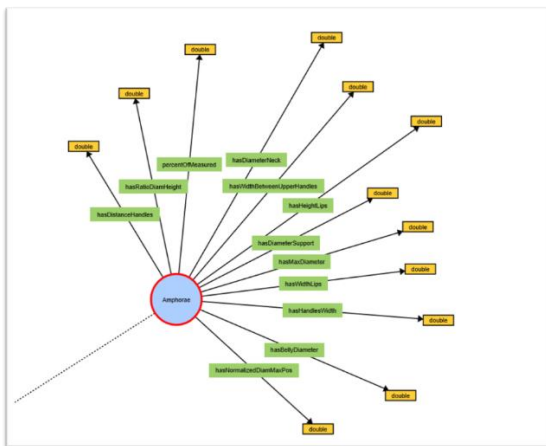 double
double
double
double
double
double
double
percentOfMeasured
hasDiameterNeck
hasRatioDiamHeight
hasWidthBetweenUpperHandles
double
hasHeightLips
hasDistanceHandles
double
hasDiameterSupport
hasMaxDiameter
double
hasWidthLips
Amphorae
hasHandlesWidth
double
hasBellyDiameter
hasNormalizedDiamMaxPos
double
double